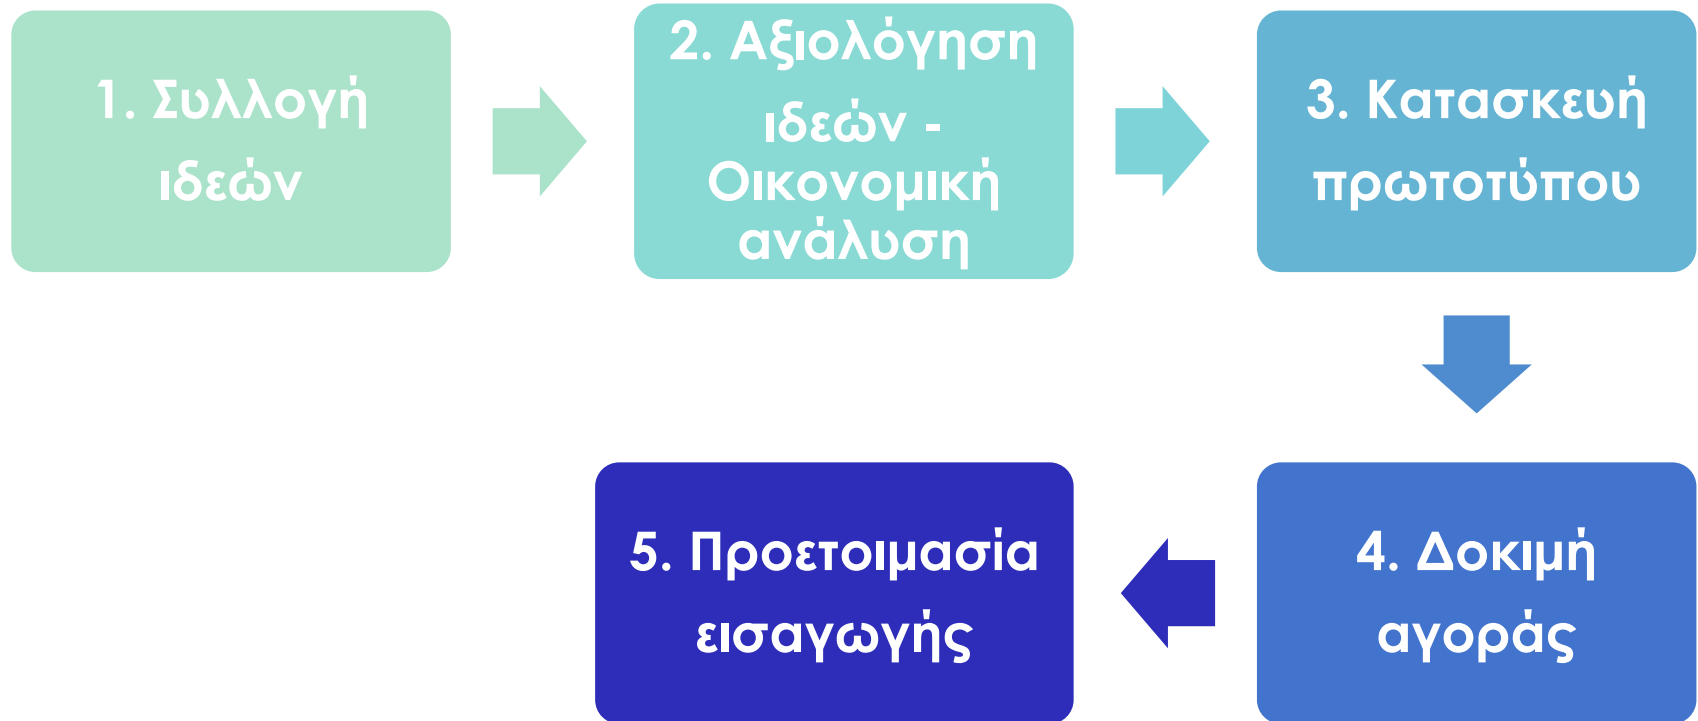 1. Συλλογή
ιδεών
2. Αξιολόγηση
ιδεών -
Οικονομική
ανάλυση
3. Κατασκευή
πρωτοτύπου
4. Δοκιμή
αγοράς
5. Προετοιμασία
εισαγωγής